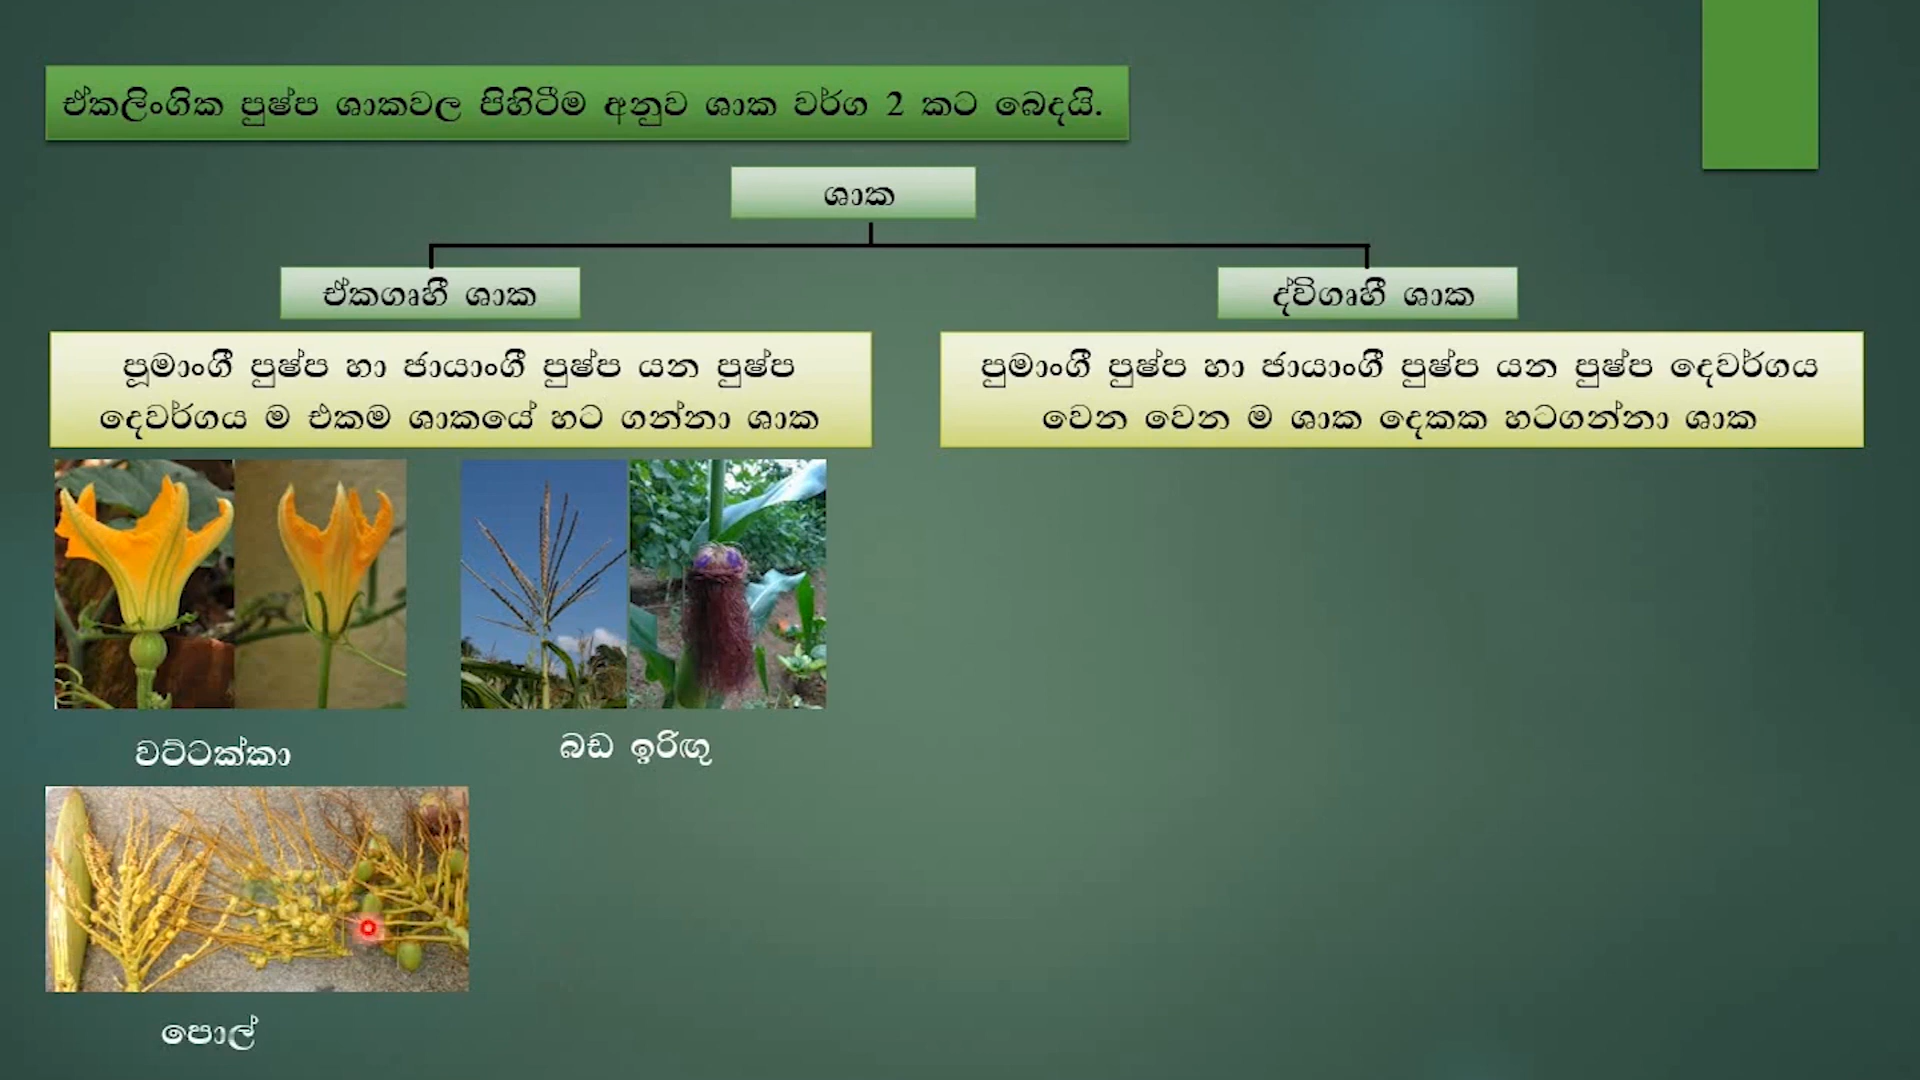 ඒකලිංගික පුෂ්ප ශාකවල පිහිටීම අනුව ශාක වර්ග 2 කට බෙදයි.
ශාක
ඒකගෘහී ශාක
ද්විගෘහී ශාක
පූමාංගී පුෂ්ප හා ජායාංගී පුෂ්ප යන පුෂ්ප
දෙවර්ගය ම එකම ශාකයේ හට ගන්නා ශාක
පුමාංගී පුෂ්ප හා ජායාංගී පුෂ්ප යන පුෂ්ප දෙවර්ගය
වෙන වෙන ම ශාක දෙකක හටගන්නා ශාක
වට්ටක්කා
බඩ ඉරිඟු
පොල්